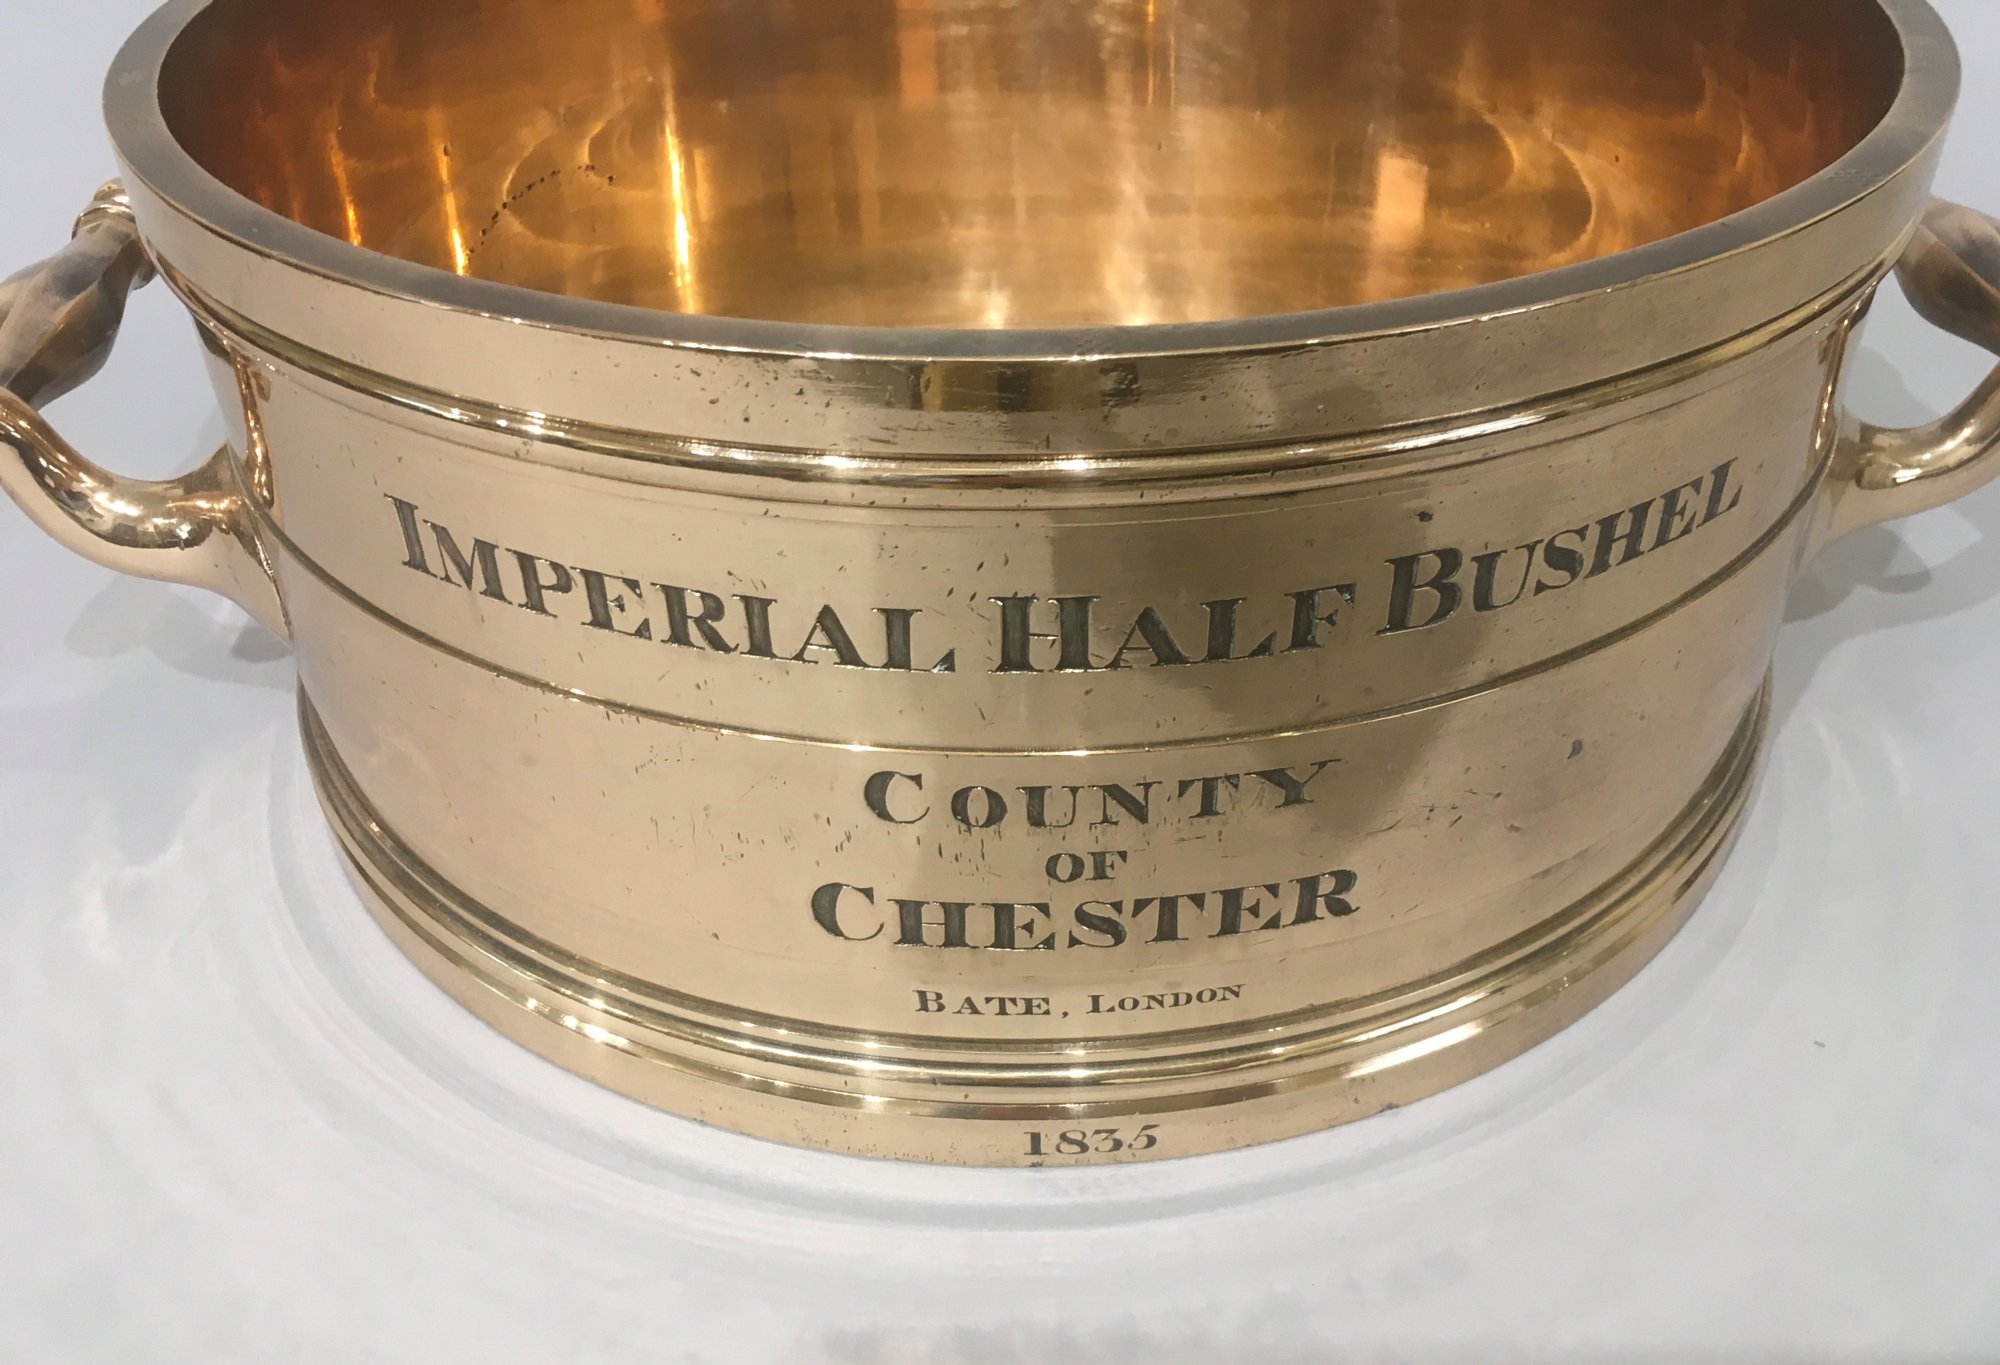 IMPERIAL HALF BUSHEL
COUNTY
OF
CHESTER
BATE, LONDON
1835